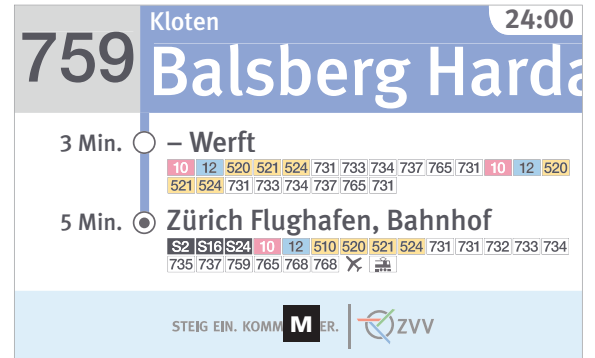 759
Kloten
24:00
Balsberg Harda
3 Min.
– Werft
10 12 520 521 524 731 733 734 737 765 731 10 12 520
521 524 731 733 734 737 765 731
5 Min.
Zürich Flughafen, Bahnhof
S2 S16 S24 10 12 510 520 521 524 731 731 732 733 734
735 737 759 765 768 768
STEIG EIN. KOMM M ER. ZVV